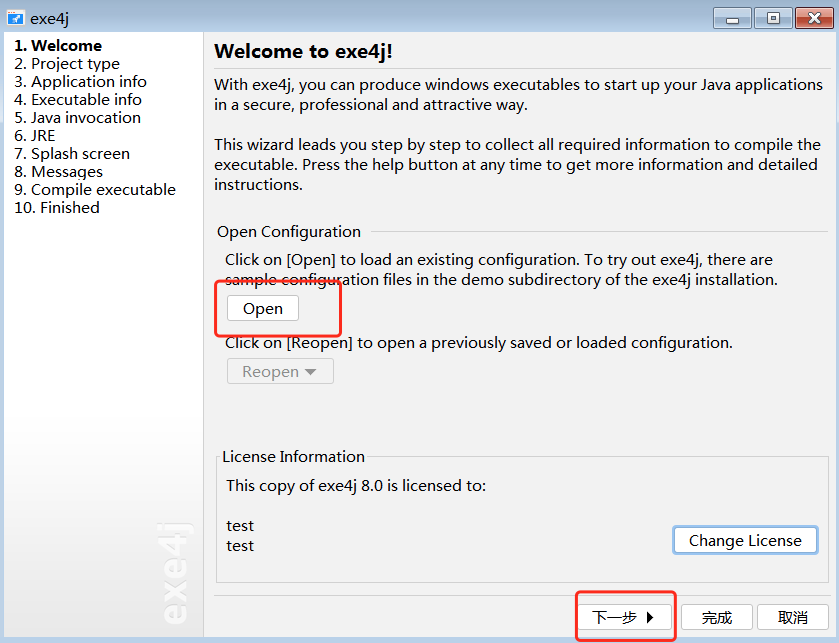 exe4j
1. Welcome
2. Project type
3. Application info
4. Executable info
5. Java invocation
6. JRE
7. Splash screen
8. Messages
9. Compile executable
10. Finished
exe4j
Welcome to exe4j!
With exe4j, you can produce windows executables to start up your Java applications
in a secure, professional and attractive way.
This wizard leads you step by step to collect all required information to compile the
executable. Press the help button at any time to get more information and detailed
instructions.
Open Configuration
Click on [Open] to load an existing configuration. To try out exe4j, there are
sample configuration files in the demo subdirectory of the exe4j installation.
Open
Click on [Reopen] to open a previously saved or loaded configuration.
Reopen
License Information
This copy of exe4j 8.0 is licensed to:
test
test
Change License
下一步
完成
取消